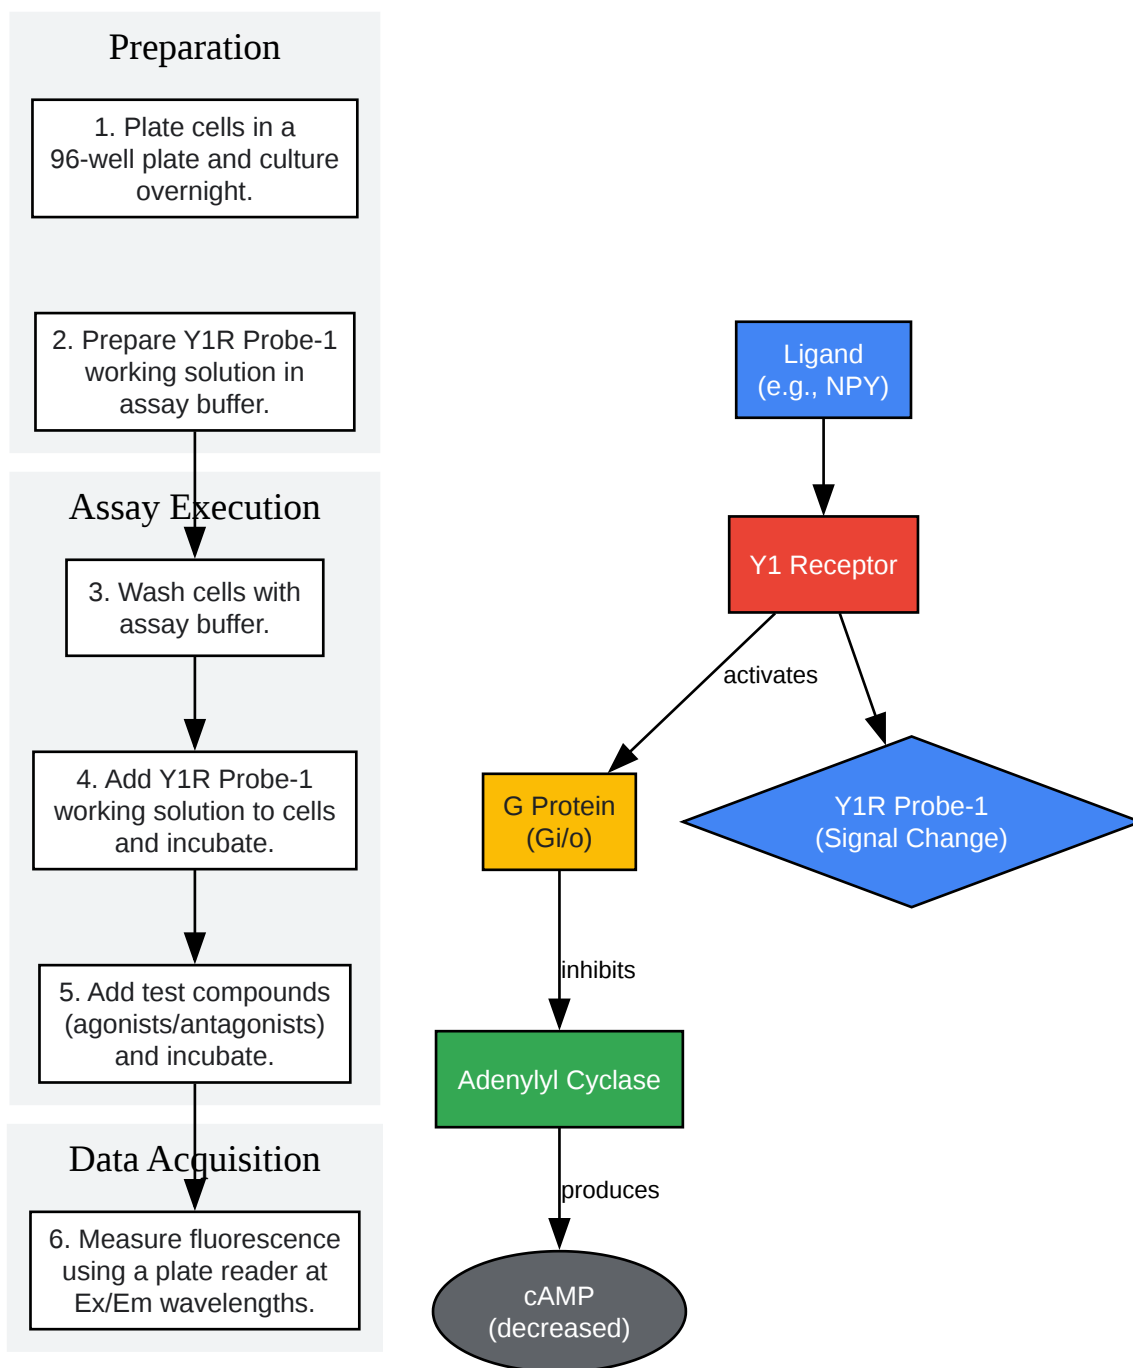 Preparation
1. Plate cells in a
96-well plate and culture
overnight.
2. Prepare Y1R Probe-1
working solution in
assay buffer.
Assay Execution
3. Wash cells with
assay buffer.
4. Add Y1R Probe-1
working solution to cells
and incubate.
5. Add test compounds
(agonists/antagonists)
and incubate.
Data Acquisition
6. Measure fluorescence
using a plate reader at
Ex/Em wavelengths.
Ligand
(e.g., NPY)
Y1 Receptor
activates
G Protein
(Gi/o)
Y1R Probe-1
(Signal Change)
inhibits
Adenylyl Cyclase
produces
cAMP
(decreased)